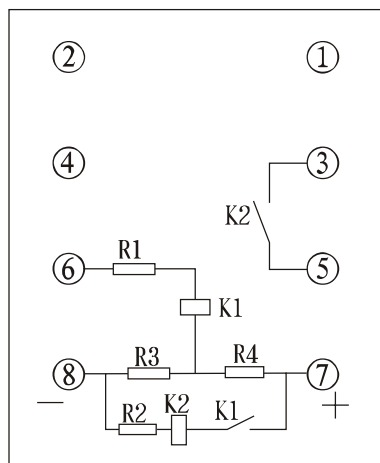 ② ①
④ ③
K2
⑥ R1 ⑤
K1
⑧ R3 R4 ⑦
— R2 K2 K1 +